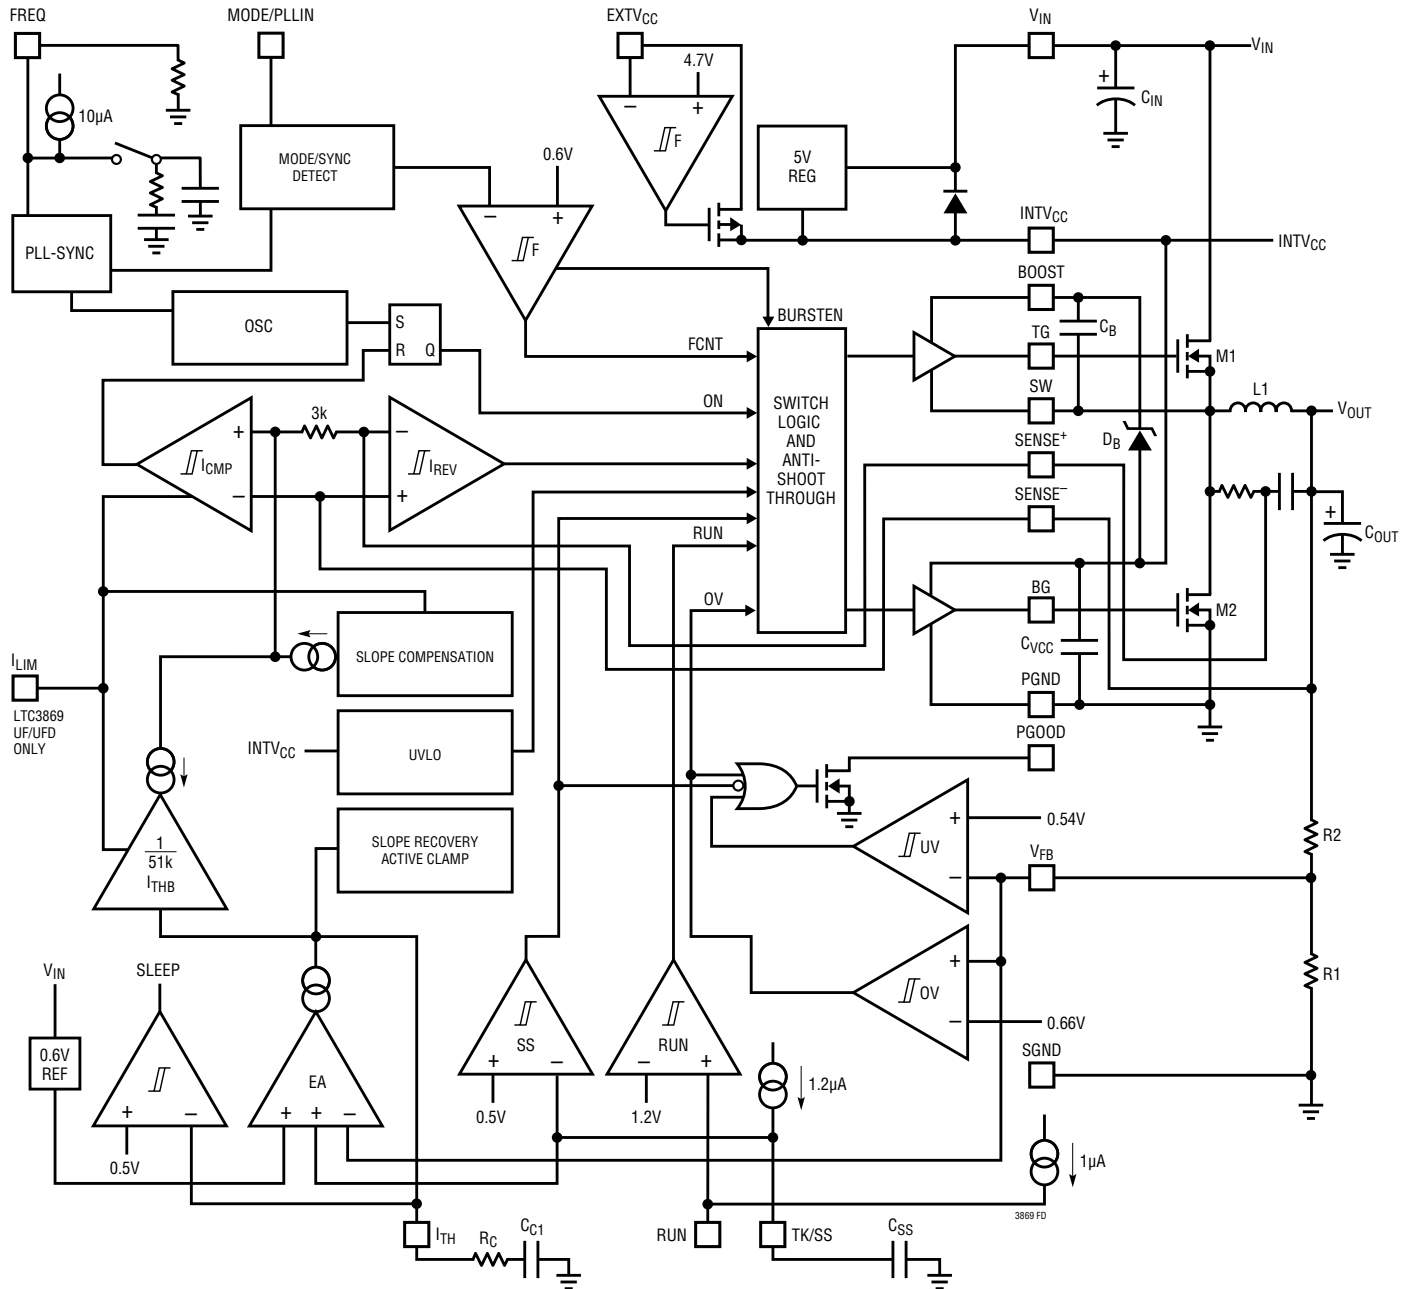 FREQ
MODE/PLLIN
EXTVCC
VIN
4.7V
VIN
+
CIN
10µA
MODE/SYNC
DETECT
0.6V
–
+
F
5V
REG
–
+
F
INTVCC
INTVCC
PLL-SYNC
BOOST
BURSTEN
OSC
S
R
Q
FCNT
TG
CB
M1
SW
L1
VOUT
ON
3k
SWITCH
LOGIC
AND
ANTI-
SHOOT
THROUGH
SENSE+
DB
+
–
ICMP
–
+
IREV
SENSE–
+
COUT
RUN
OV
BG
M2
CVCC
ILIM
SLOPE COMPENSATION
LTC3869
UF/UFD
ONLY
PGND
INTVCC
UVLO
PGOOD
+
–
UV
0.54V
R2
1
51k
ITHB
SLOPE RECOVERY
ACTIVE CLAMP
VFB
VIN
SLEEP
+
–
OV
R1
0.66V
0.6V
REF
+
–
EA
+
+
–
SS
+
–
RUN
–
+
SGND
1.2µA
0.5V
0.5V
1.2V
1µA
3869 FD
ITH
RC
CC1
RUN
TK/SS
CSS